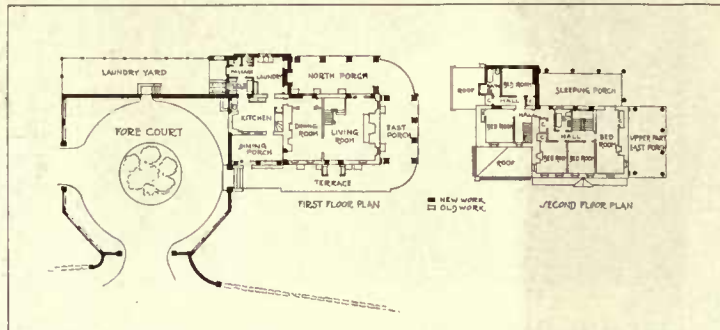 LAUNDRY YARD
PASSAGE
LAUNDRY
NORTH PORCH
FORE COURT
KITCHEN
DINING
ROOM
LIVING
ROOM
EAST
PORCH
DINING
PORCH
TERRACE
FIRST FLOOR PLAN
NEW WORK
OLD WORK
ROOF
BED ROOM
SLEEPING PORCH
C
HALL
C
HALL
BED ROOM
C
HALL
BED
ROOM
UPPER PART
EAST PORCH
ROOF
BED ROOM
BED ROOM
SECOND FLOOR PLAN